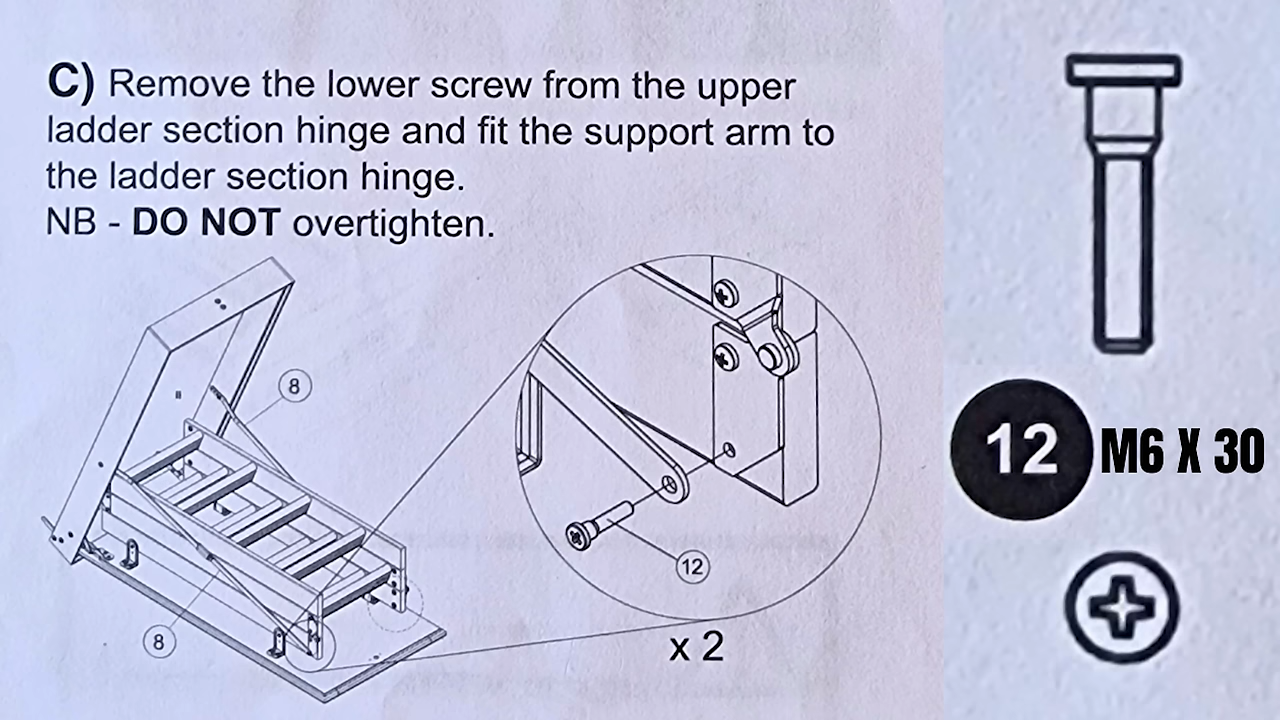 C) Remove the lower screw from the upper
ladder section hinge and fit the support arm to
the ladder section hinge.
NB - DO NOT overtighten.
8
8
12
x 2
12 M6 X 30